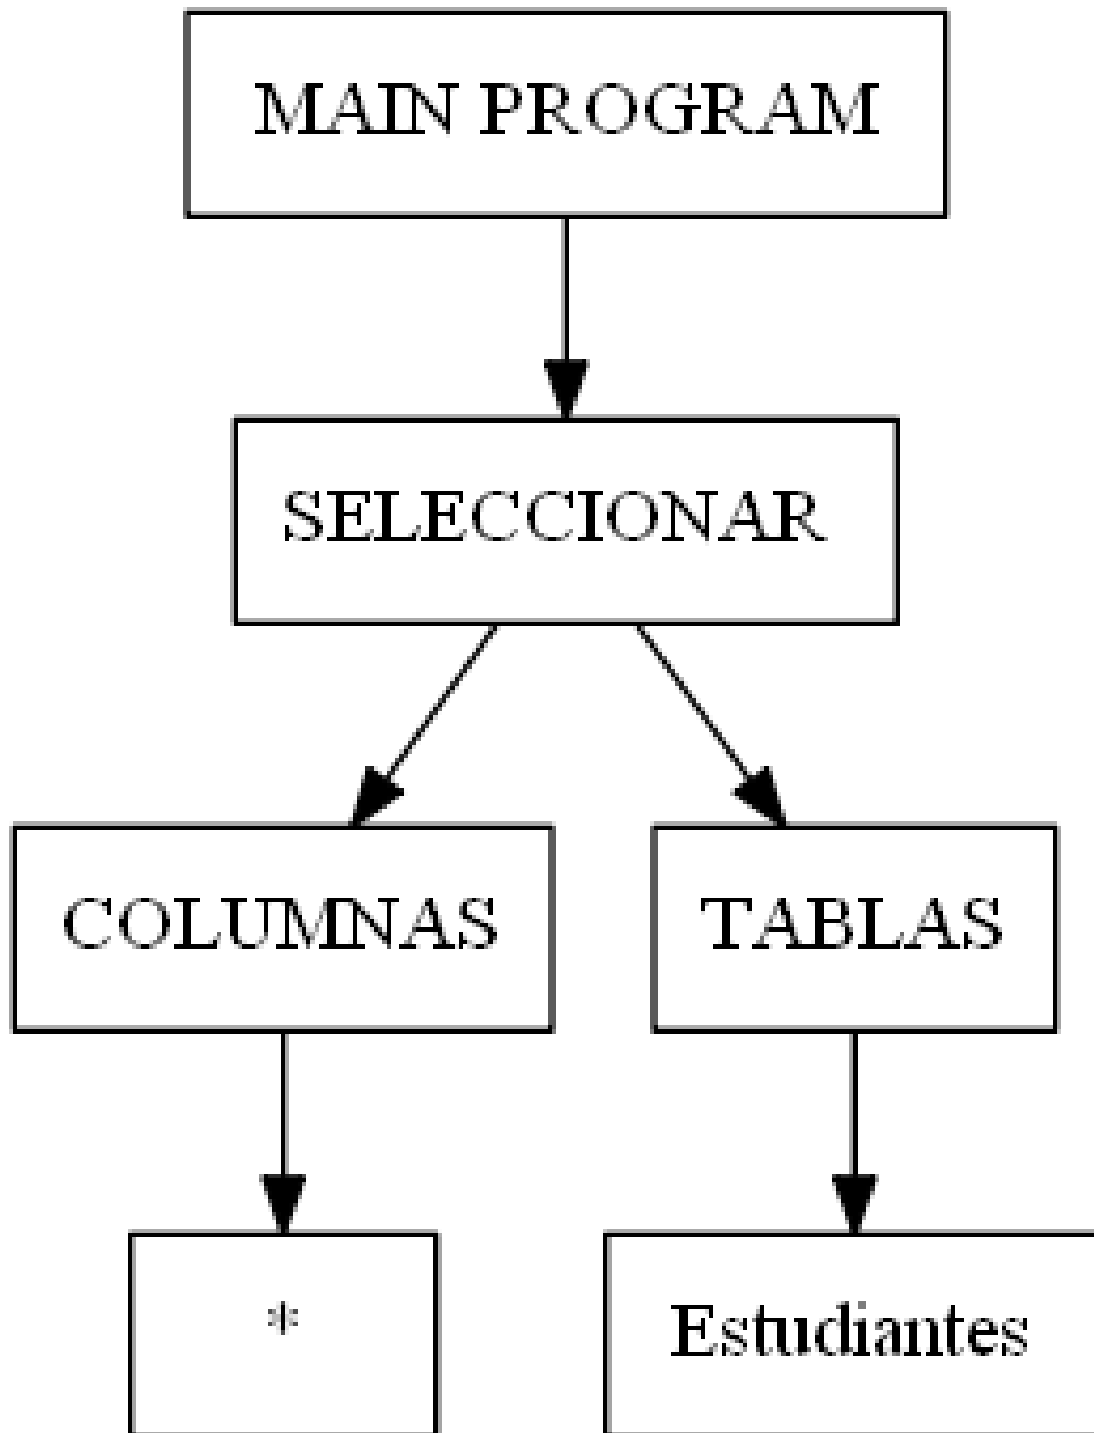 MAIN PROGRAM
SELECCIONAR
COLUMNAS
TABLAS
*
Estudiantes